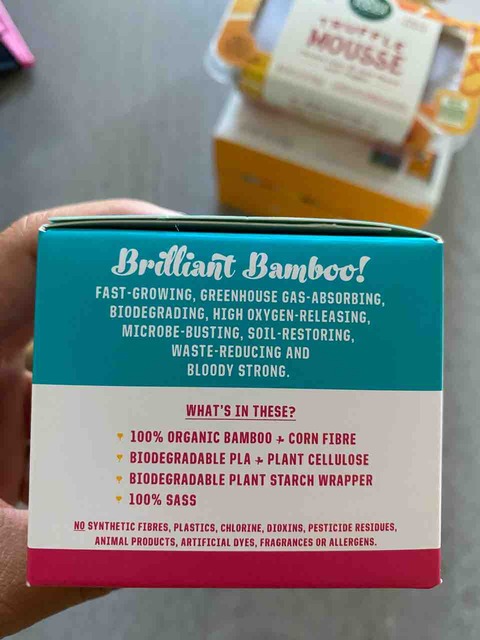 TRUFFLE
MOUSSE
Brilliant Bamboo!
FAST-GROWING, GREENHOUSE GAS-ABSORBING,
BIODEGRADING, HIGH OXYGEN-RELEASING,
MICROBE-BUSTING, SOIL-RESTORING,
WASTE-REDUCING AND
BLOODY STRONG.
WHAT'S IN THESE?
100% ORGANIC BAMBOO + CORN FIBRE
BIODEGRADABLE PLA + PLANT CELLULOSE
BIODEGRADABLE PLANT STARCH WRAPPER
100% SASS
NO SYNTHETIC FIBRES, PLASTICS, CHLORINE, DIOXINS, PESTICIDE RESIDUES,
ANIMAL PRODUCTS, ARTIFICIAL DYES, FRAGRANCES OR ALLERGENS.